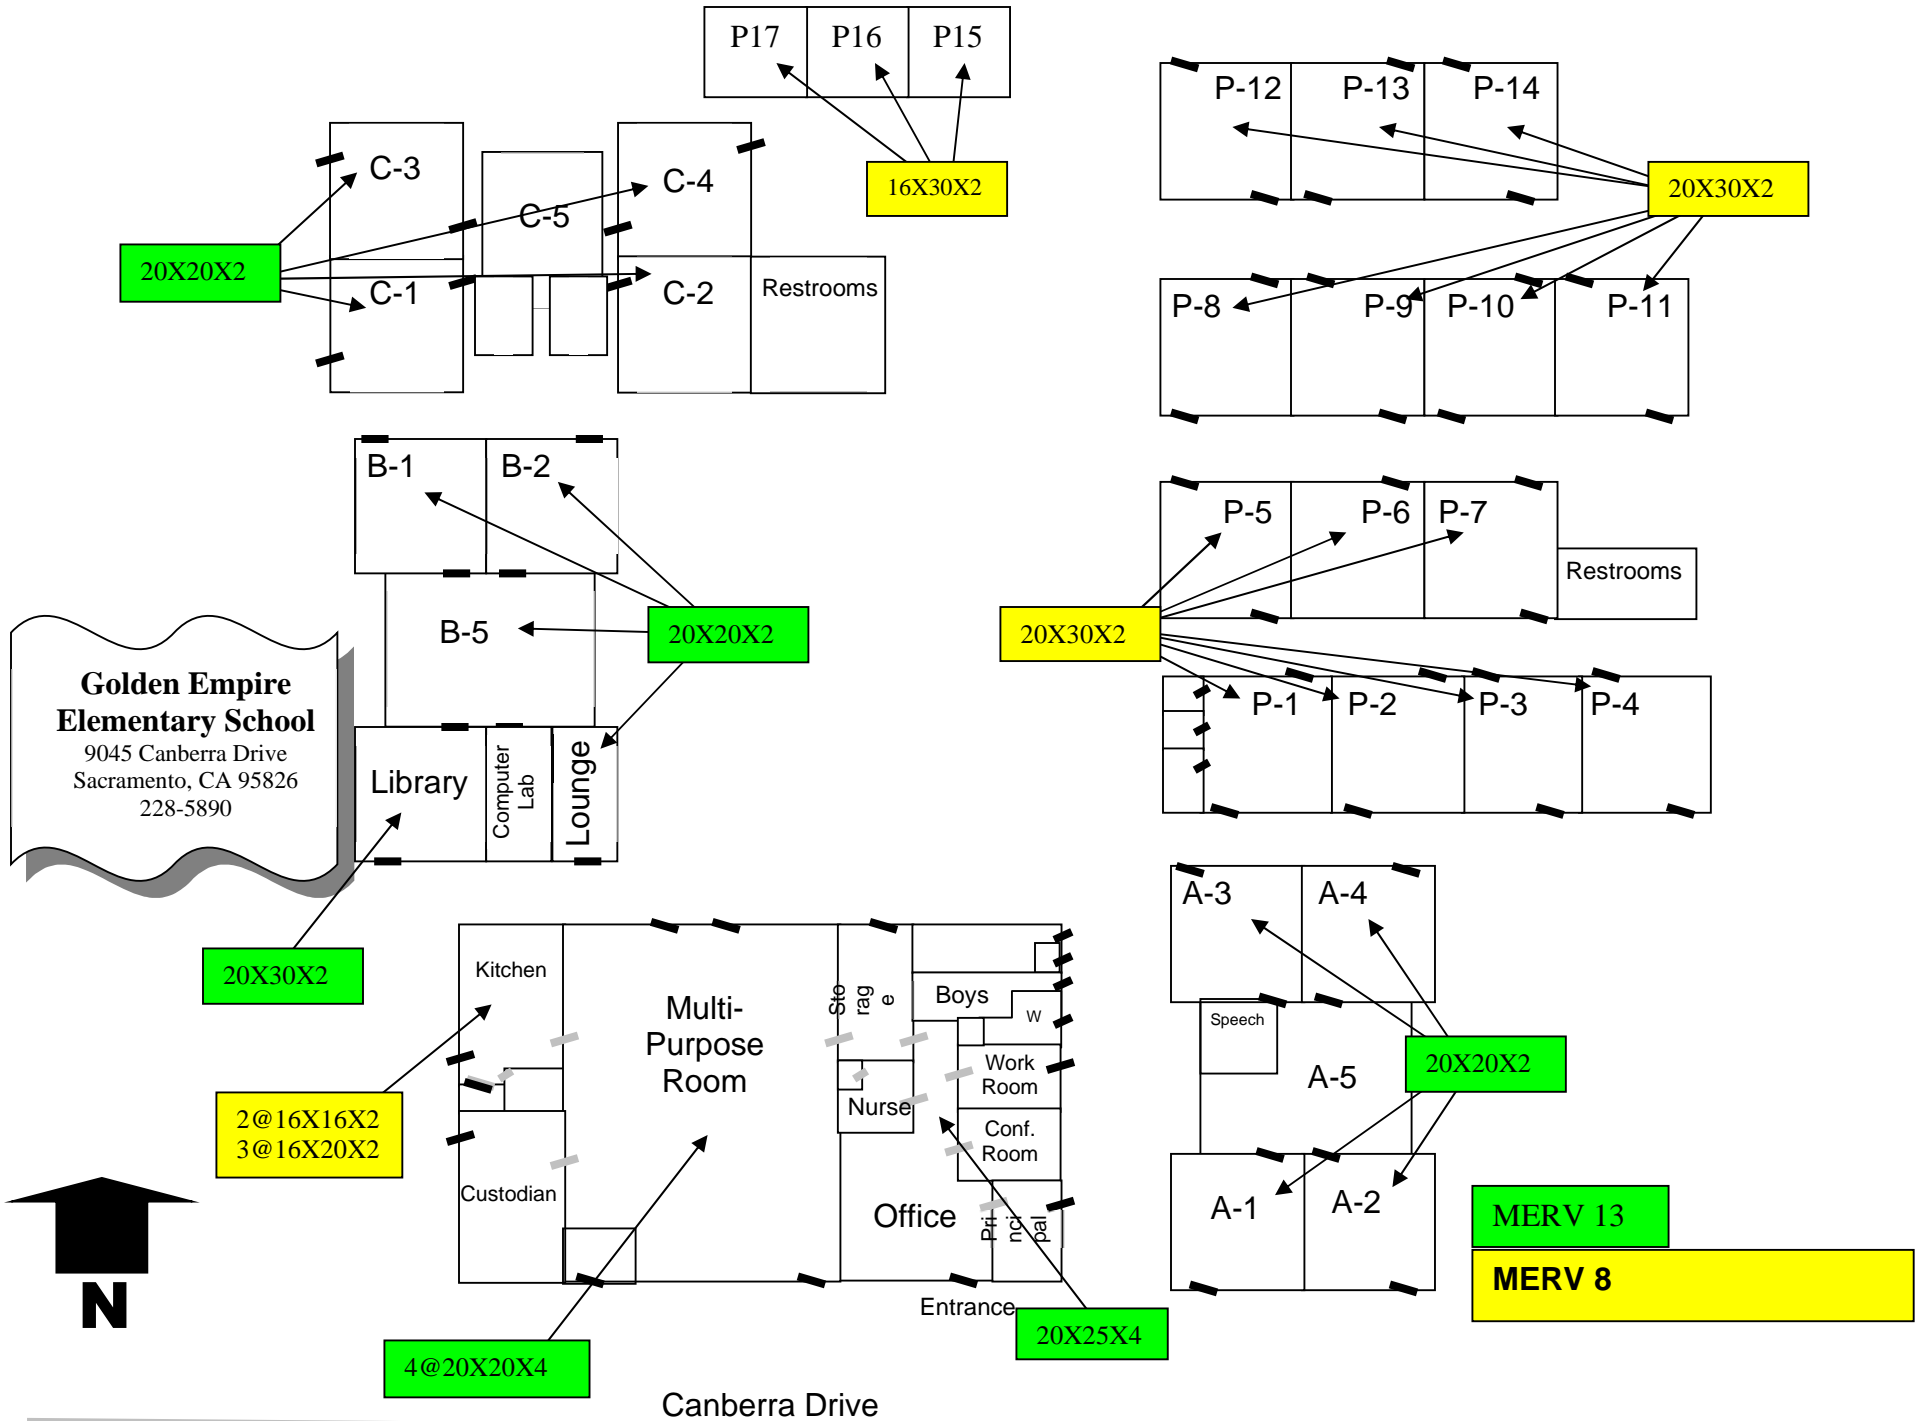 P17
P16
P15
P-12
P-13
P-14
C-3
C-4
C-5
16X30X2
20X30X2
20X20X2
C-1
C-2
Restrooms
P-8
P-9
P-10
P-11
B-1
B-2
P-5
P-6
P-7
Restrooms
B-5
20X20X2
20X30X2
Golden Empire
Elementary School
9045 Canberra Drive
Sacramento, CA 95826
228-5890
P-1
P-2
P-3
P-4
Library
Computer
Lab
Lounge
A-3
A-4
20X30X2
Kitchen
Multi-
Purpose
Room
Sto
rag
e
Boys
W
Work
Room
Speech
A-5
20X20X2
Nurse
Conf.
Room
2@16X16X2
3@16X20X2
Custodian
Office
Pri
nci
pal
A-1
A-2
MERV 13
MERV 8
N
Entrance
20X25X4
4@20X20X4
Canberra Drive